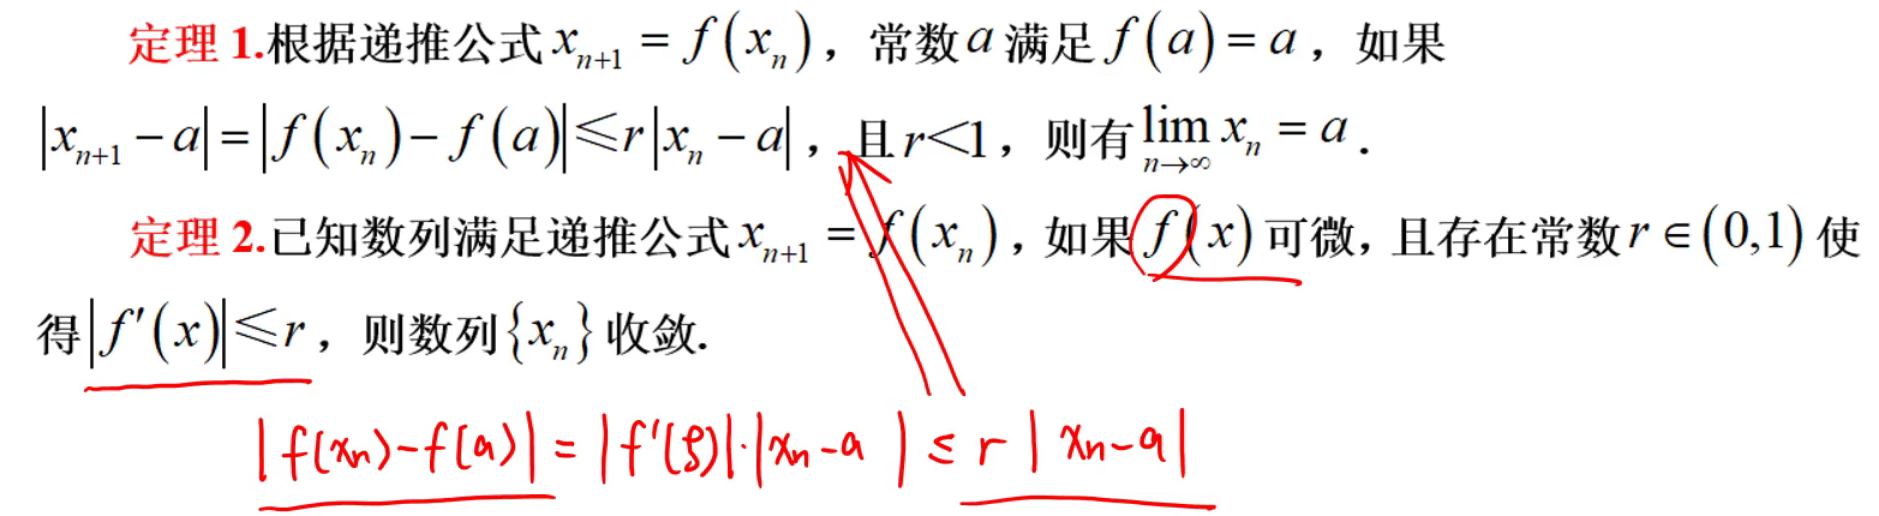 定理 1.根据递推公式 $x_{n+1} = f(x_n)$，常数 $a$ 满足 $f(a) = a$，如果
$|x_{n+1} - a| = |f(x_n) - f(a)| \leqslant r|x_n - a|$，且 $r < 1$，则有 $\lim_{n \to \infty} x_n = a$．
定理 2.已知数列满足递推公式 $x_{n+1} = f(x_n)$，如果 $f(x)$ 可微，且存在常数 $r \in (0,1)$ 使
得 $|f'(x)| \leqslant r$，则数列 $\{x_n\}$ 收敛.
$|f(x_n) - f(a)| = |f'(\xi)| \cdot |x_n - a| \leq r|x_n - a|$